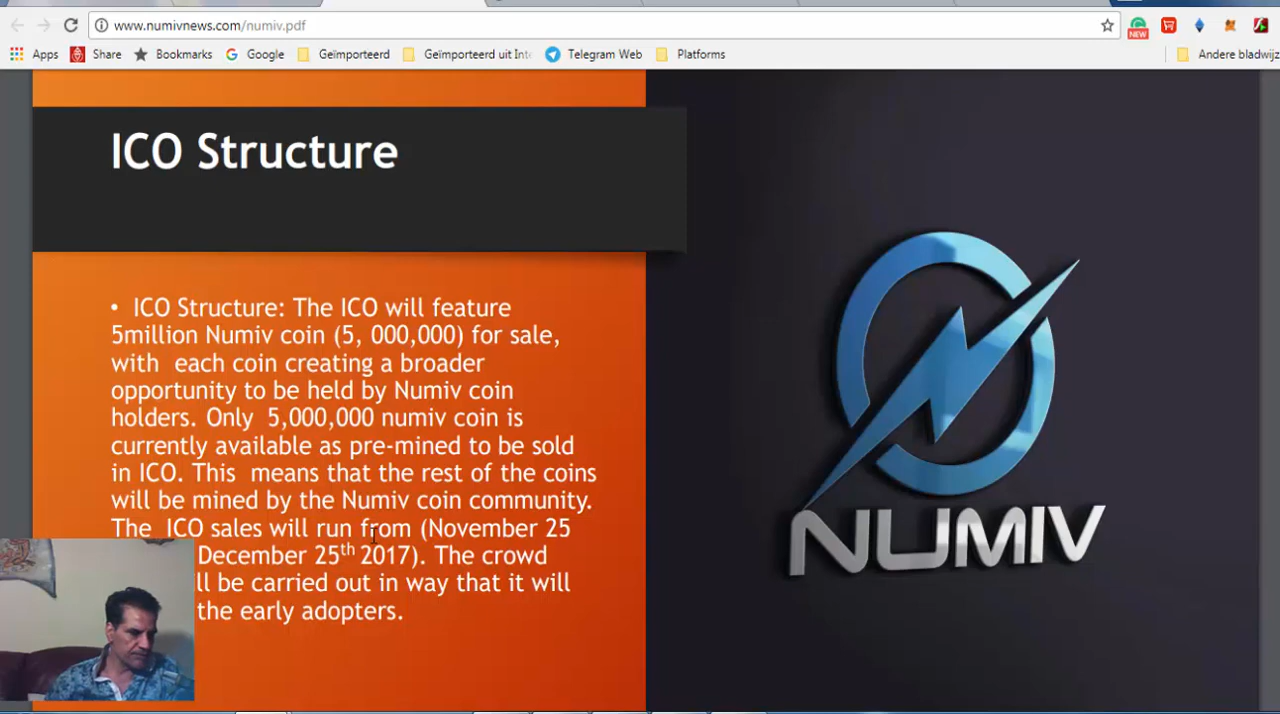 www.numivnews.com/numiv.pdf
NEW
Apps Share Bookmarks Google Geïmporteerd Geïmporteerd uit Int Telegram Web Platforms Andere bladwijz
ICO Structure
• ICO Structure: The ICO will feature
5million Numiv coin (5, 000,000) for sale,
with each coin creating a broader
opportunity to be held by Numiv coin
holders. Only 5,000,000 numiv coin is
currently available as pre-mined to be sold
in ICO. This means that the rest of the coins
will be mined by the Numiv coin community.
The ICO sales will run from (November 25
December 25th 2017). The crowd
ll be carried out in way that it will
the early adopters.
NUMIV